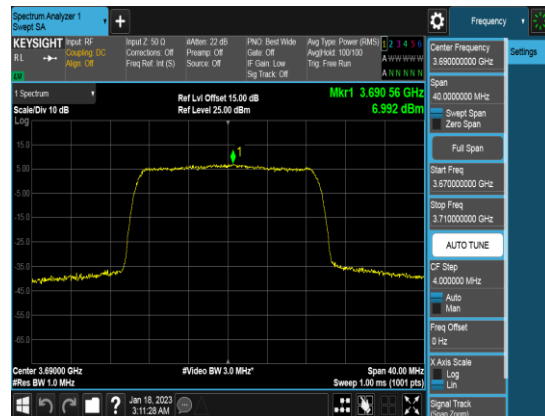 Spectrum Analyzer 1
Swept SA
Frequency
KEYSIGHT
Input: RF
Coupling: DC
Align: Off
Input Z: 50 Ω
Corrections: Off
Freq Ref: Int (S)
#Atten: 22 dB
Preamp: Off
Source: Off
PNO: Best Wide
Gate: Off
IF Gain: Low
Sig Track: Off
Avg Type: Power (RMS)
Avg|Hold: 100/100
Trig: Free Run
1 2 3 4 5 6
A W W W W W
A N N N N N
R L
LV
1 Spectrum
Scale/Div 10 dB
Log
Ref Lvl Offset 15.00 dB
Ref Level 25.00 dBm
Mkr1 3.690 56 GHz
6.992 dBm
1
15.0
5.00
-5.00
-15.0
-25.0
-35.0
-45.0
-55.0
-65.0
Center 3.69000 GHz
#Res BW 1.0 MHz
#Video BW 3.0 MHz*
Span 40.00 MHz
Sweep 1.00 ms (1001 pts)
Center Frequency
3.690000000 GHz
Settings
Span
40.0000000 MHz
Swept Span
Zero Span
Full Span
Start Freq
3.670000000 GHz
Stop Freq
3.710000000 GHz
AUTO TUNE
CF Step
4.000000 MHz
Auto
Man
Freq Offset
0 Hz
X Axis Scale
Log
Lin
Signal Track
(Span Zoom)
?
Jan 18, 2023
3:11:28 AM